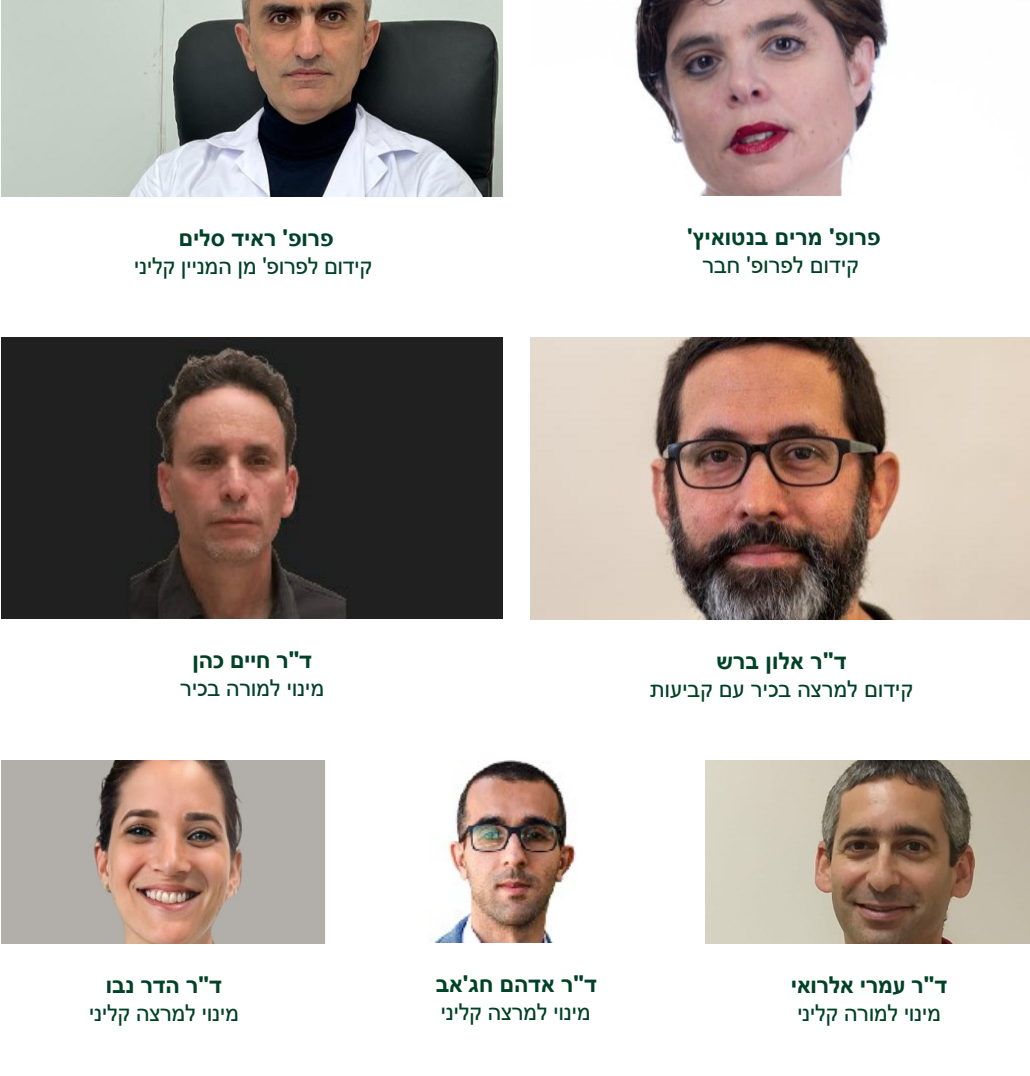 פרופ' מרים בנטואיץ'
קידום לפרופ' חבר
פרופ' ראיד סלים
קידום לפרופ' מן המניין קליני
ד"ר אלון ברש
קידום למרצה בכיר עם קביעות
ד"ר חיים כהן
מינוי למורה בכיר
ד"ר עמרי אלרואי
מינוי למורה קליני
ד"ר אדהם חג'אב
מינוי למרצה קליני
ד"ר הדר נבו
מינוי למרצה קליני